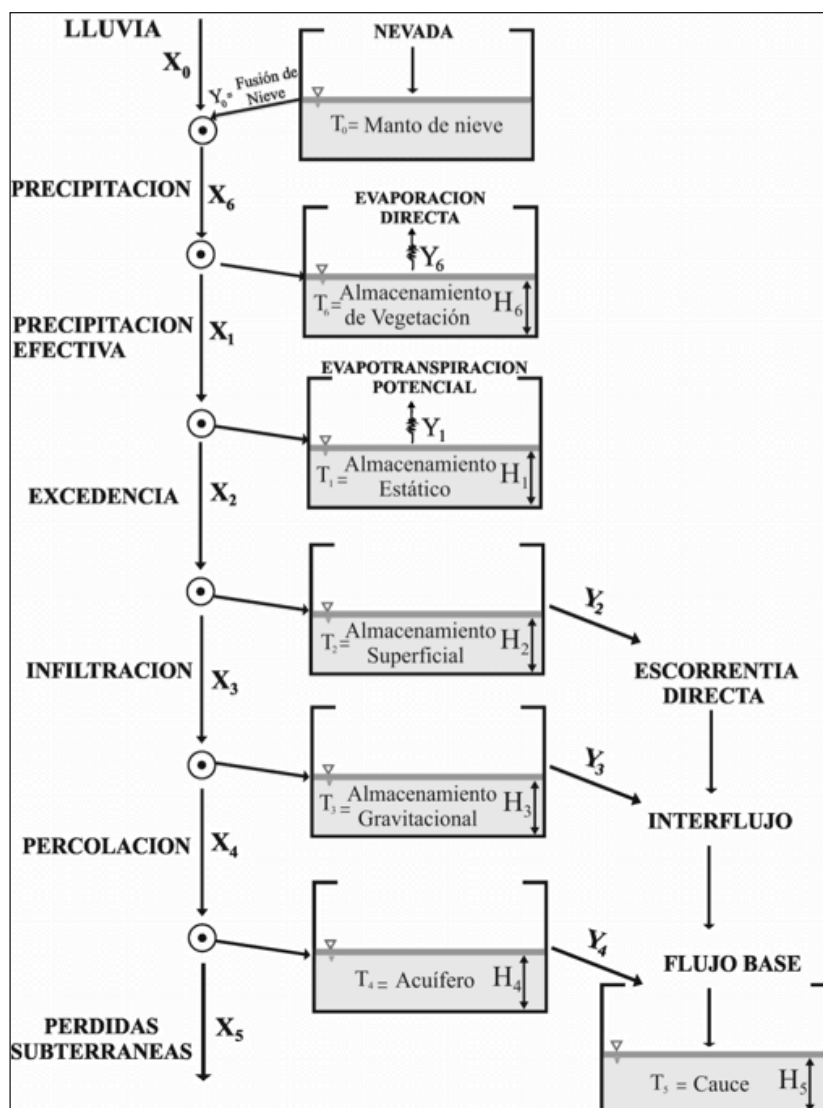 LLUVIA
X0
Y0= Fusión de
Nieve
NEVADA
T0= Manto de nieve
PRECIPITACION
X6
EVAPORACION
DIRECTA
Y6
T6= Almacenamiento
de Vegetación
H6
PRECIPITACION
EFECTIVA
X1
EVAPOTRANSPIRACION
POTENCIAL
Y1
T1= Almacenamiento
Estático
H1
EXCEDENCIA
X2
T2= Almacenamiento
Superficial
H2
Y2
ESCORRENTIA
DIRECTA
INFILTRACION
X3
T3= Almacenamiento
Gravitacional
H3
Y3
INTERFLUJO
PERCOLACION
X4
T4= Acuífero
H4
Y4
FLUJO BASE
PERDIDAS
SUBTERRANEAS
X5
T5= Cauce
H5